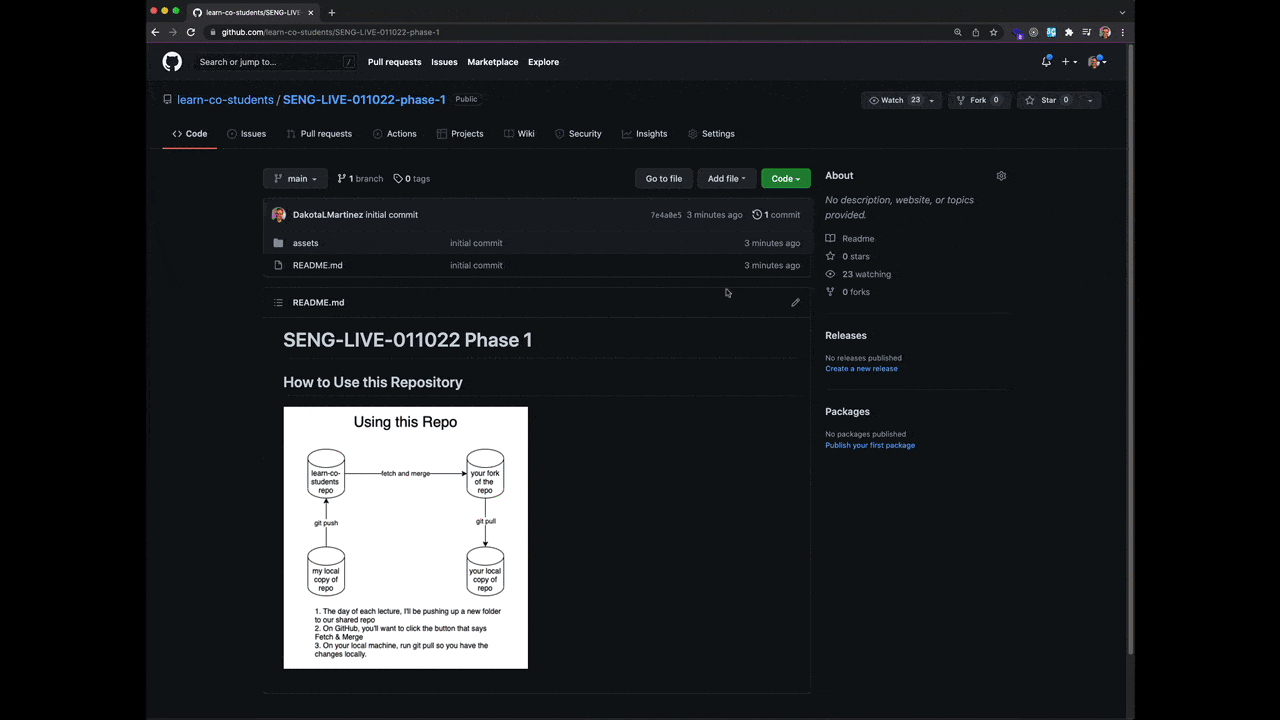 learn-co-students/SENG-LIVE
github.com/learn-co-students/SENG-LIVE-011022-phase-1
Search or jump to...
/
Pull requests
Issues
Marketplace
Explore
learn-co-students / SENG-LIVE-011022-phase-1
Public
Watch 23
Fork 0
Star 0
Code
Issues
Pull requests
Actions
Projects
Wiki
Security
Insights
Settings
main
1 branch
0 tags
Go to file
Add file
Code
DakotaLMartinez initial commit
7e4a0e5 3 minutes ago
1 commit
assets
initial commit
3 minutes ago
README.md
initial commit
3 minutes ago
README.md
SENG-LIVE-011022 Phase 1
How to Use this Repository
Using this Repo
learn-co-
students
repo
fetch and merge
your fork
of the
repo
git push
git pull
my local
copy of
repo
your local
copy of
repo
1. The day of each lecture, I'll be pushing up a new folder
to our shared repo
2. On GitHub, you'll want to click the button that says
Fetch & Merge
3. On your local machine, run git pull so you have the
changes locally.
About
No description, website, or topics
provided.
Readme
0 stars
23 watching
0 forks
Releases
No releases published
Create a new release
Packages
No packages published
Publish your first package